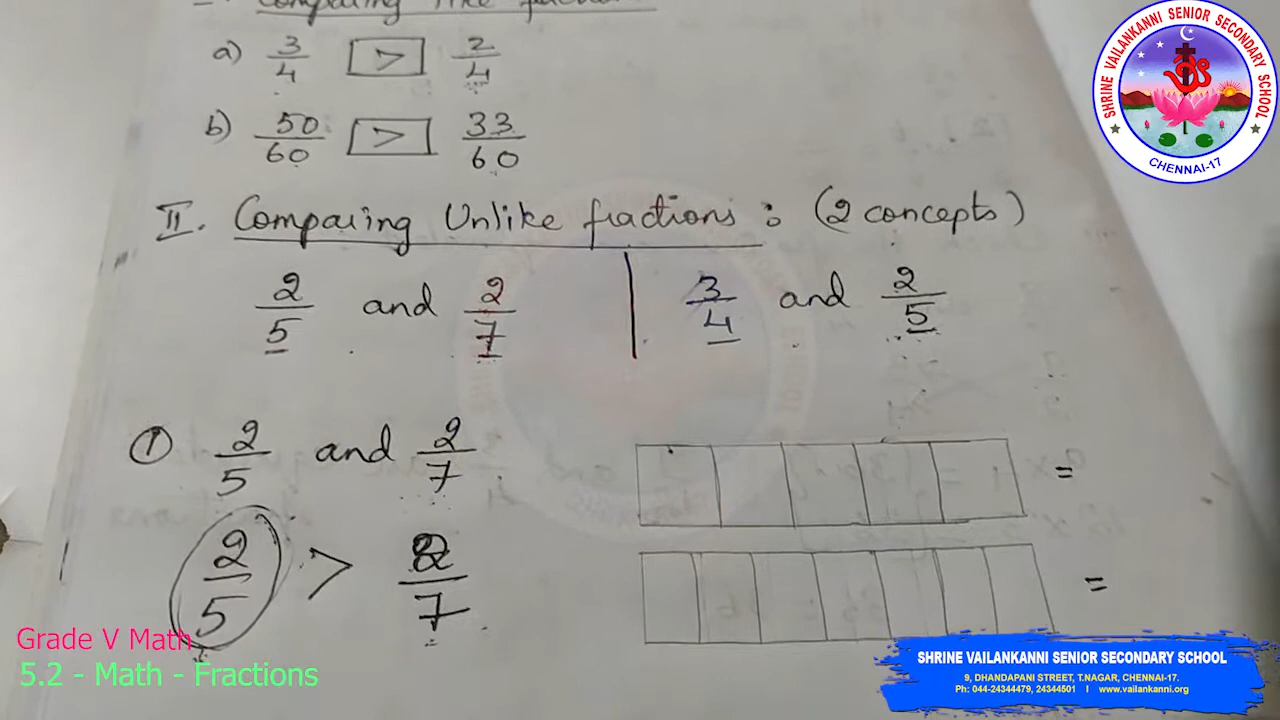 I. Comparing like fractions
a) 3/4 > 2/4
b) 50/60 > 33/60
II. Comparing Unlike fractions : (2 concepts)
2/5 and 2/7 | 3/4 and 2/5
① 2/5 and 2/7
=
2/5 > 2/7
=
Grade V Math
5.2 - Math - Fractions
SHRINE VAILANKANNI SENIOR SECONDARY SCHOOL
CHENNAI-17
SHRINE VAILANKANNI SENIOR SECONDARY SCHOOL
9, DHANDAPANI STREET, T.NAGAR, CHENNAI-17.
Ph: 044-24344479, 24344501 I www.vailankanni.org